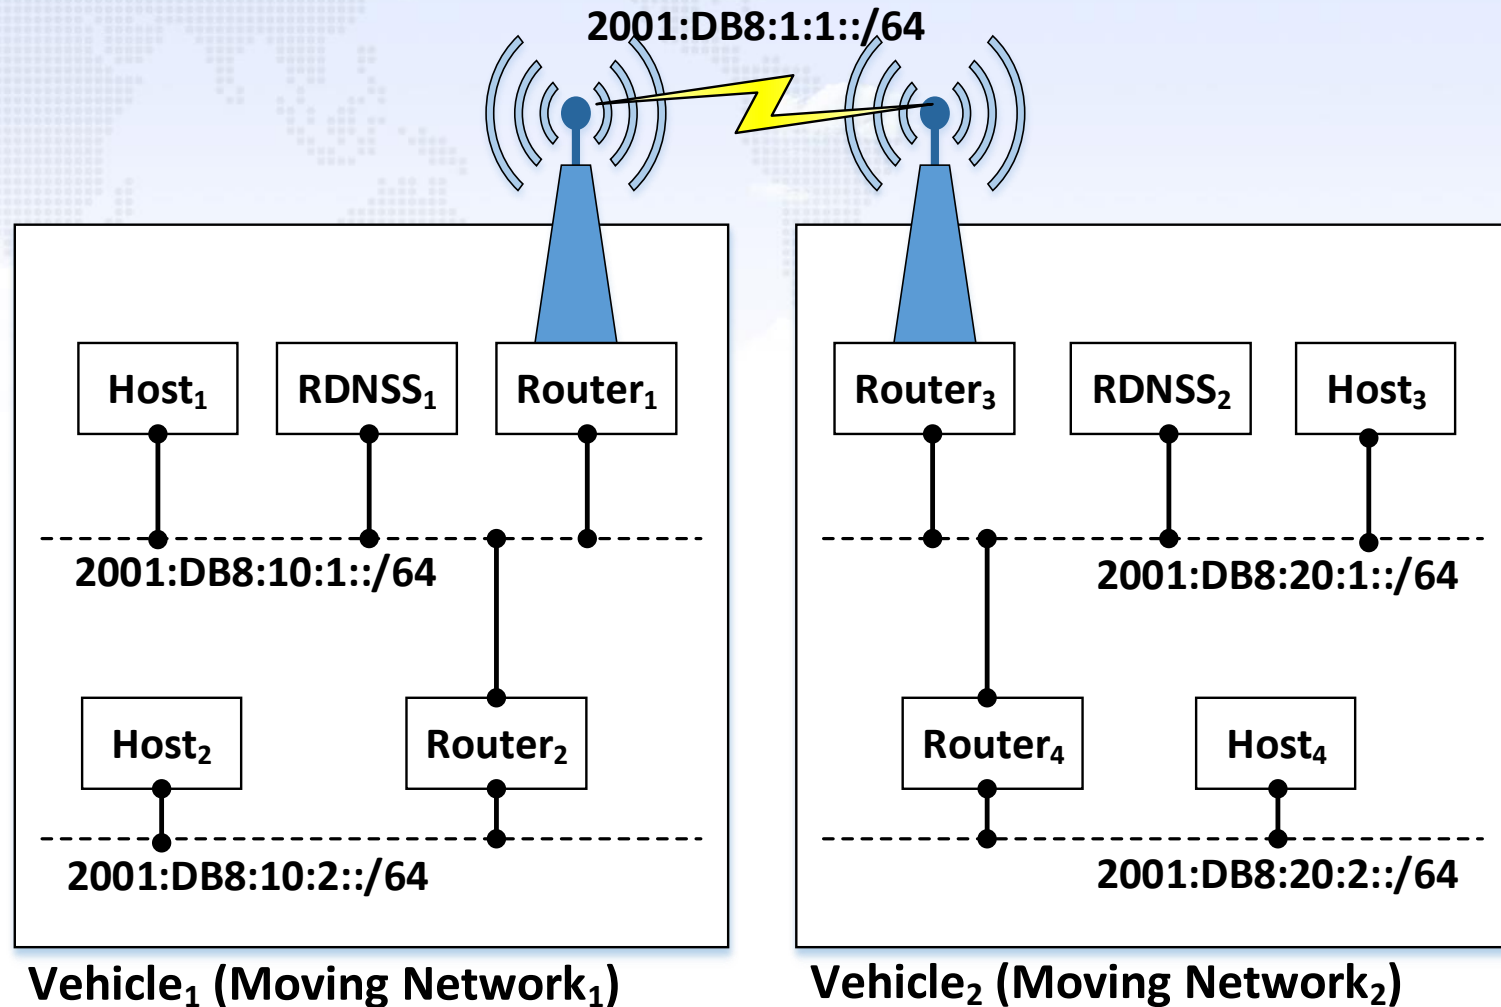 2001:DB8:1:1::/64
Host₁ RDNSS₁ Router₁ Router₃ RDNSS₂ Host₃
2001:DB8:10:1::/64 2001:DB8:20:1::/64
Host₂ Router₂ Router₄ Host₄
2001:DB8:10:2::/64 2001:DB8:20:2::/64
Vehicle₁ (Moving Network₁) Vehicle₂ (Moving Network₂)